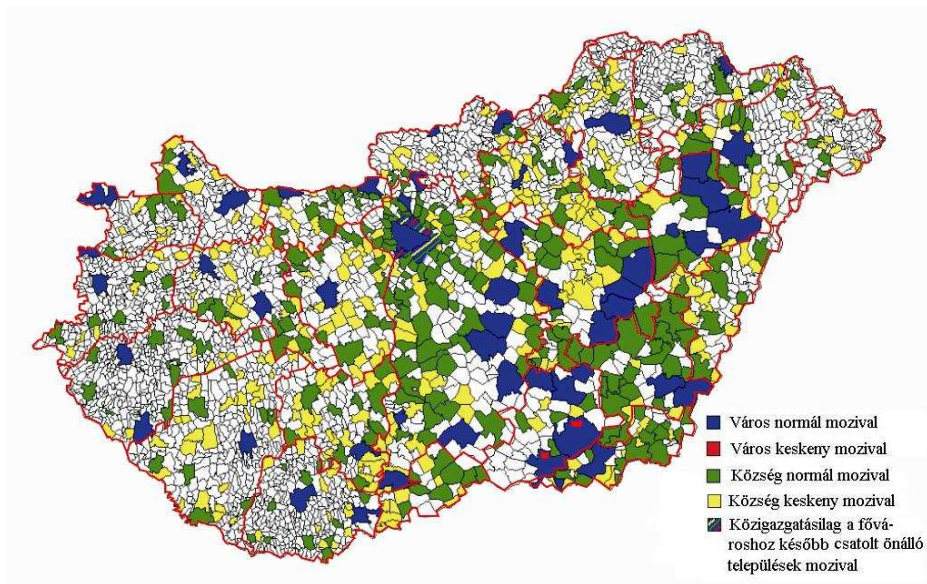 Város normál mozival
Város keskeny mozival
Község normál mozival
Község keskeny mozival
Közigazgatásilag a fővá-
roshoz később csatolt önálló
települések mozival